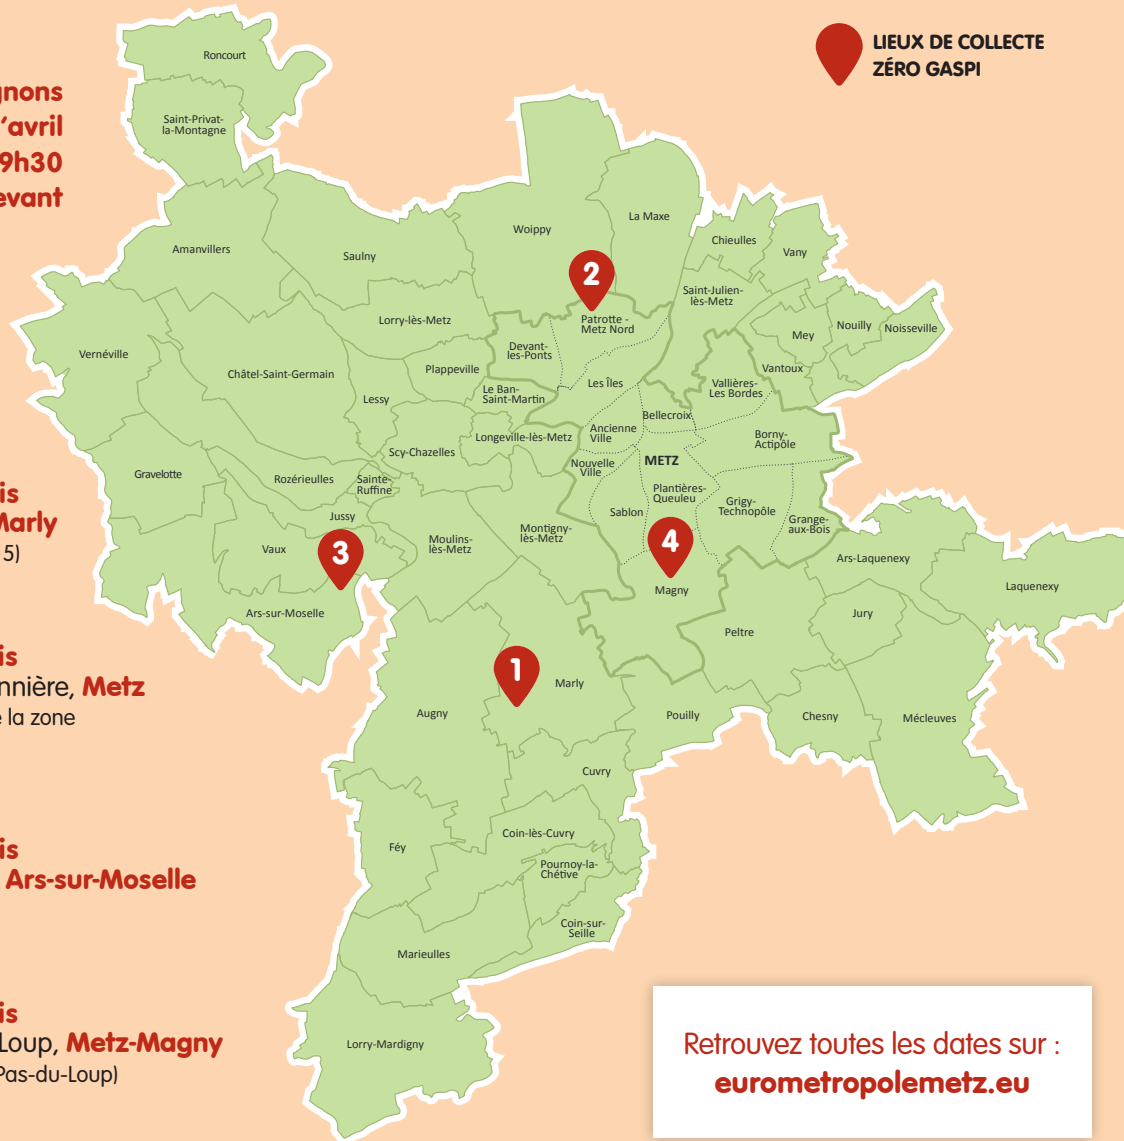 LIEUX DE COLLECTE
ZÉRO GASPI
gnons
'avril
9h30
evant
is
Marly
5)
is
nnière, Metz
e la zone
is
Ars-sur-Moselle
is
Loup, Metz-Magny
Pas-du-Loup)
Roncourt
Saint-Privat-
la-Montagne
Amanvillers
Saulny
Woippy
La Maxe
Chieulles
Vany
2
Saint-Julien-
lès-Metz
Lorry-lès-Metz
Patrotte -
Metz Nord
Mey
Nouilly
Noisseville
Vernéville
Devant-
les-Ponts
Châtel-Saint-Germain
Plappeville
Vantoux
Lessy
Le Ban-
Saint-Martin
Les Îles
Vallières-
Les Bordes
Bellecroix
Ancienne
Ville
Longeville-lès-Metz
Borny-
Actipôle
Scy-Chazelles
METZ
Nouvelle
Ville
Gravelotte
Rozérieulles
Sainte-
Ruffine
Plantières-
Queuleu
Grigy-
Technopôle
Sablon
Jussy
Grange-
aux-Bois
Montigny-
lès-Metz
Moulins-
lès-Metz
Vaux
3
4
Ars-Laquenexy
Laquenexy
Magny
Ars-sur-Moselle
Jury
Peltre
1
Marly
Augny
Pouilly
Chesny
Mécleuves
Cuvry
Coin-lès-Cuvry
Féy
Pournoy-la-
Chétive
Coin-sur-
Seille
Marieulles
Lorry-Mardigny
Retrouvez toutes les dates sur :
eurometropolemetz.eu